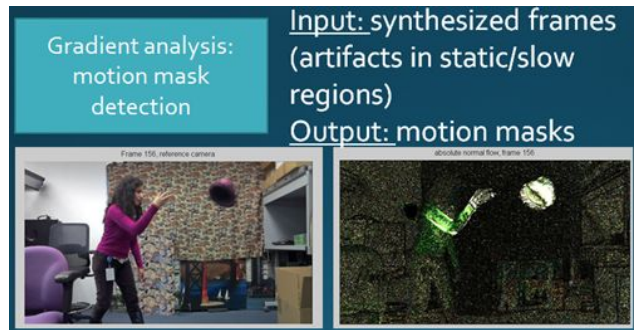 Gradient analysis:
motion mask
detection
Input: synthesized frames
(artifacts in static/slow
regions)
Output: motion masks
Frame 156, reference camera
absolute normal flow, frame 156